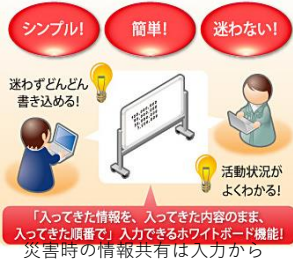 シンプル!
簡単!
迷わない!
迷わずどんどん
書き込める!
活動状況が
よくわかる!
「入ってきた情報を、入ってきた内容のまま、
入ってきた順番で」入力できるホワイトボード機能!
災害時の情報共有は入力から